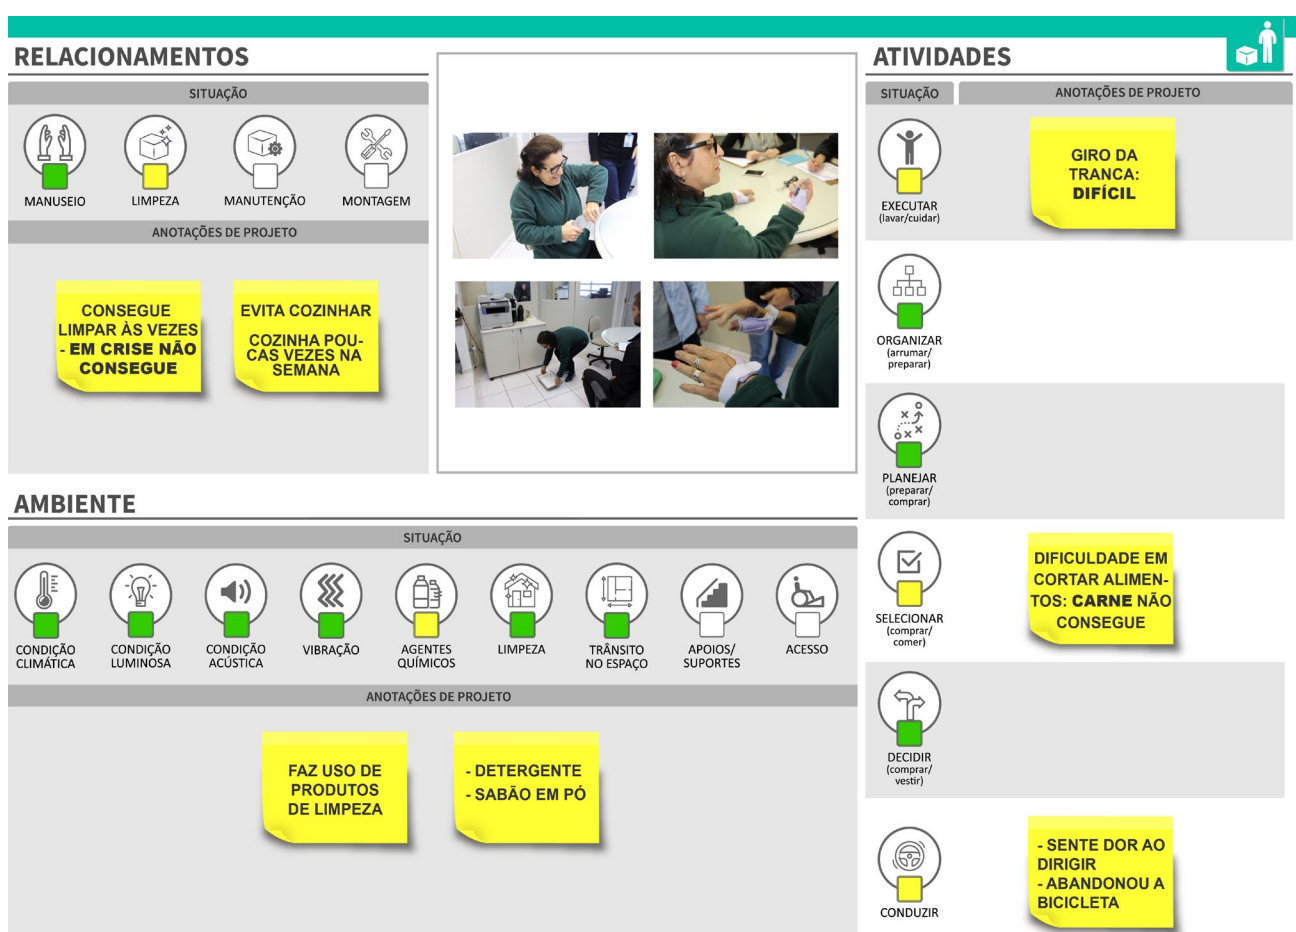 RELACIONAMENTOS
SITUAÇÃO
MANUSEIO
LIMPEZA
MANUTENÇÃO
MONTAGEM
ANOTAÇÕES DE PROJETO
CONSEGUE
LIMPAR ÀS VEZES
- EM CRISE NÃO
CONSEGUE
EVITA COZINHAR
COZINHA POU-
CAS VEZES NA
SEMANA
AMBIENTE
SITUAÇÃO
CONDIÇÃO
CLIMÁTICA
CONDIÇÃO
LUMINOSA
CONDIÇÃO
ACÚSTICA
VIBRAÇÃO
AGENTES
QUÍMICOS
LIMPEZA
TRÂNSITO
NO ESPAÇO
APOIOS/
SUPORTES
ACESSO
ANOTAÇÕES DE PROJETO
FAZ USO DE
PRODUTOS
DE LIMPEZA
- DETERGENTE
- SABÃO EM PÓ
ATIVIDADES
SITUAÇÃO
ANOTAÇÕES DE PROJETO
EXECUTAR
(lavar/cuidar)
GIRO DA
TRANCA:
DIFÍCIL
ORGANIZAR
(arrumar/
preparar)
PLANEJAR
(preparar/
comprar)
SELECIONAR
(comprar/
comer)
DIFICULDADE EM
CORTAR ALIMEN-
TOS: CARNE NÃO
CONSEGUE
DECIDIR
(comprar/
vestir)
CONDUZIR
- SENTE DOR AO
DIRIGIR
- ABANDONOU A
BICICLETA